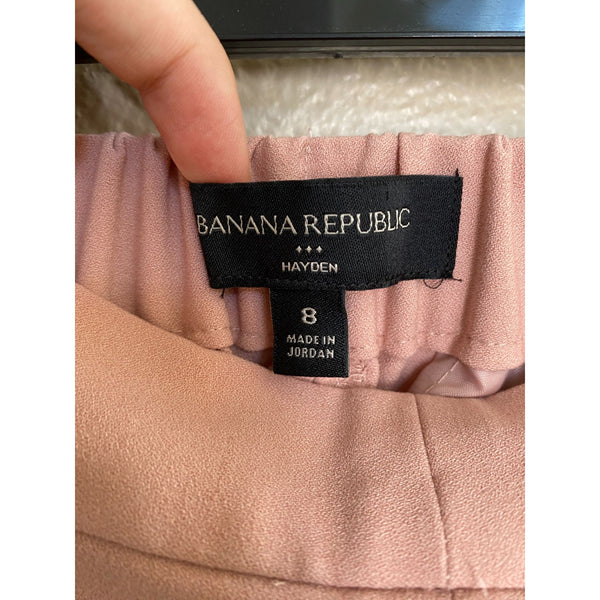 BANANA REPUBLIC
HAYDEN
8
MADE IN
JORDAN